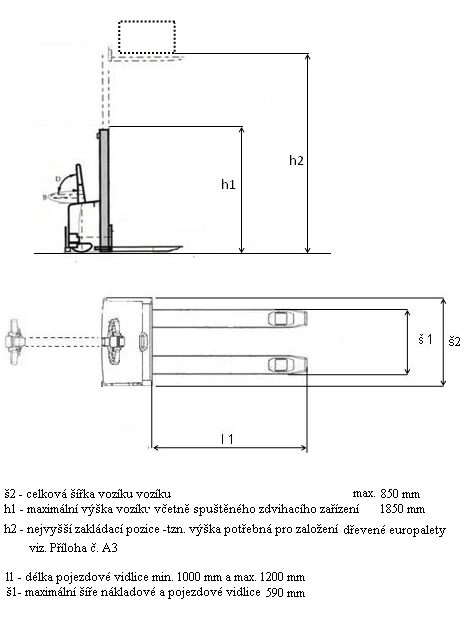 h2
h1
D
B
š 1
š2
l 1
š2 - celková šířka vozíku vozíku max. 850 mm
h1 - maximální výška vozíku včetně spuštěného zdvihacího zařízení 1850 mm
h2 - nejvyšší zakládací pozice -tzn. výška potřebná pro založení dřevené europalety
viz. Příloha č. A3
l1 - délka pojezdové vidlice min. 1000 mm a max. 1200 mm
š1- maximální šíře nákladové a pojezdové vidlice 590 mm